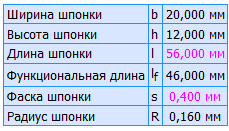 Ширина шпонки b 20,000 мм
Высота шпонки h 12,000 мм
Длина шпонки l 56,000 мм
Функциональная длина lf 46,000 мм
Фаска шпонки s 0,400 мм
Радиус шпонки R 0,160 мм